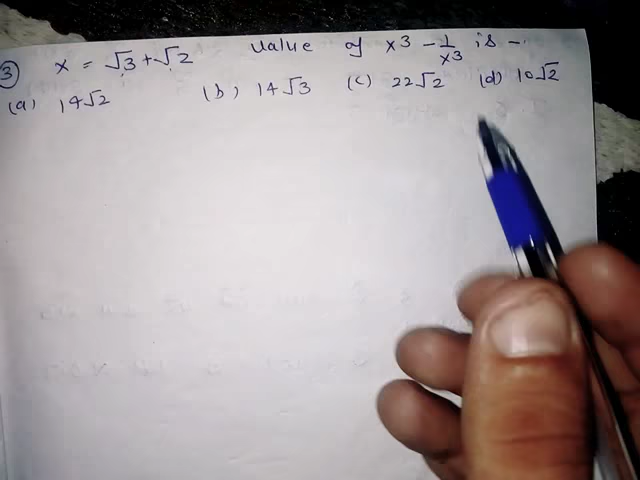 ③ x = √3 + √2 Value of x³ - 1/x³ is -
(a) 14√2 (b) 14√3 (c) 22√2 (d) 10√2